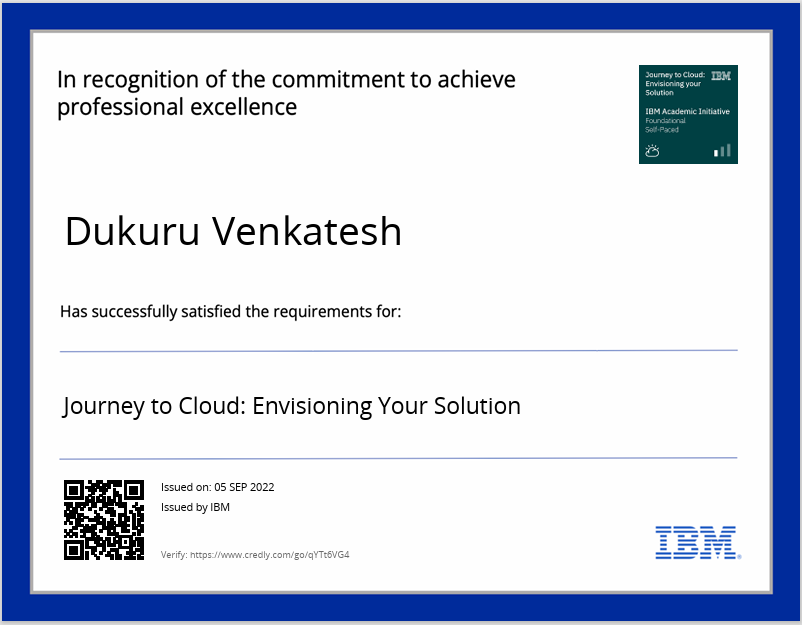 In recognition of the commitment to achieve
professional excellence
Journey to Cloud: IBM
Envisioning your
Solution
IBM Academic Initiative
Foundational
Self-Paced
Dukuru Venkatesh
Has successfully satisfied the requirements for:
Journey to Cloud: Envisioning Your Solution
Issued on: 05 SEP 2022
Issued by IBM
Verify: https://www.credly.com/go/qYTt6VG4
IBM®